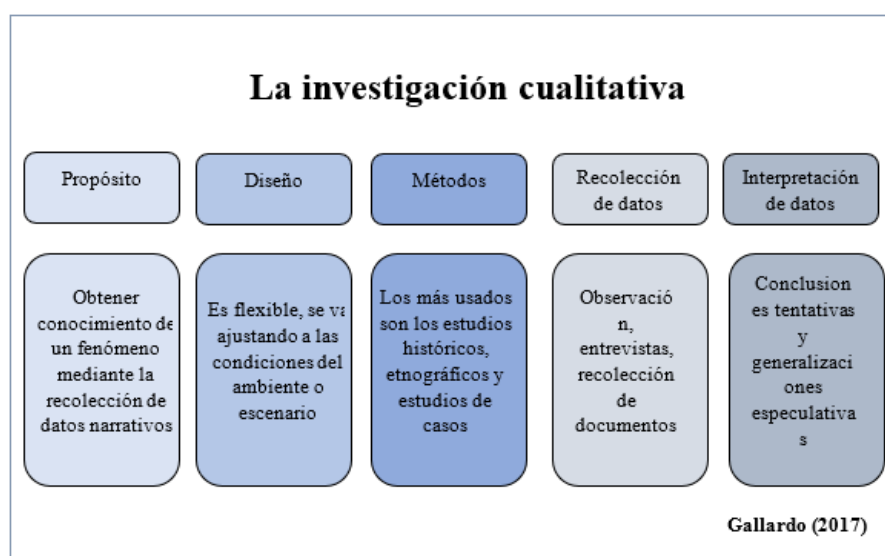 La investigación cualitativa
Propósito
Diseño
Métodos
Recolección
de datos
Interpretación
de datos
Obtener
conocimiento de
un fenómeno
mediante la
recolección de
datos narrativos
Es flexible, se va
ajustando a las
condiciones del
ambiente o
escenario
Los más usados
son los estudios
históricos,
etnográficos y
estudios de
casos
Observació
n,
entrevistas,
recolección
de
documentos
Conclusion
es tentativas
y
generalizaci
ones
especulativa
s
Gallardo (2017)